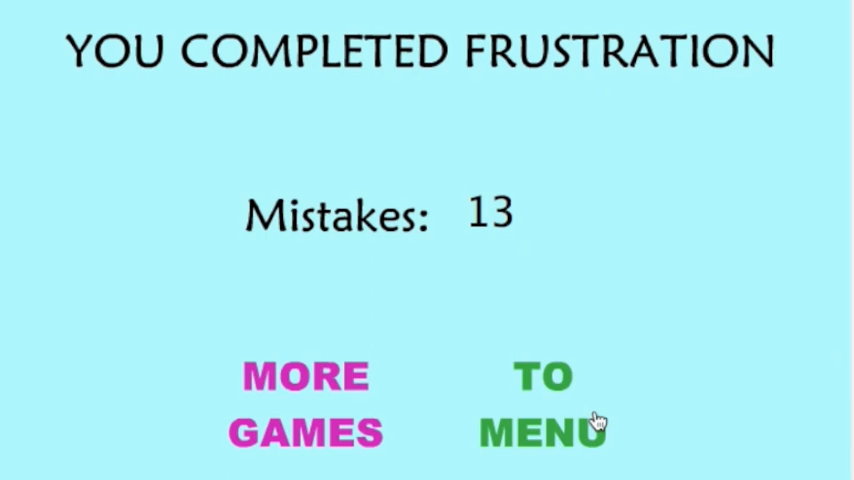 YOU COMPLETED FRUSTRATION
Mistakes: 13
MORE GAMES
TO MENU